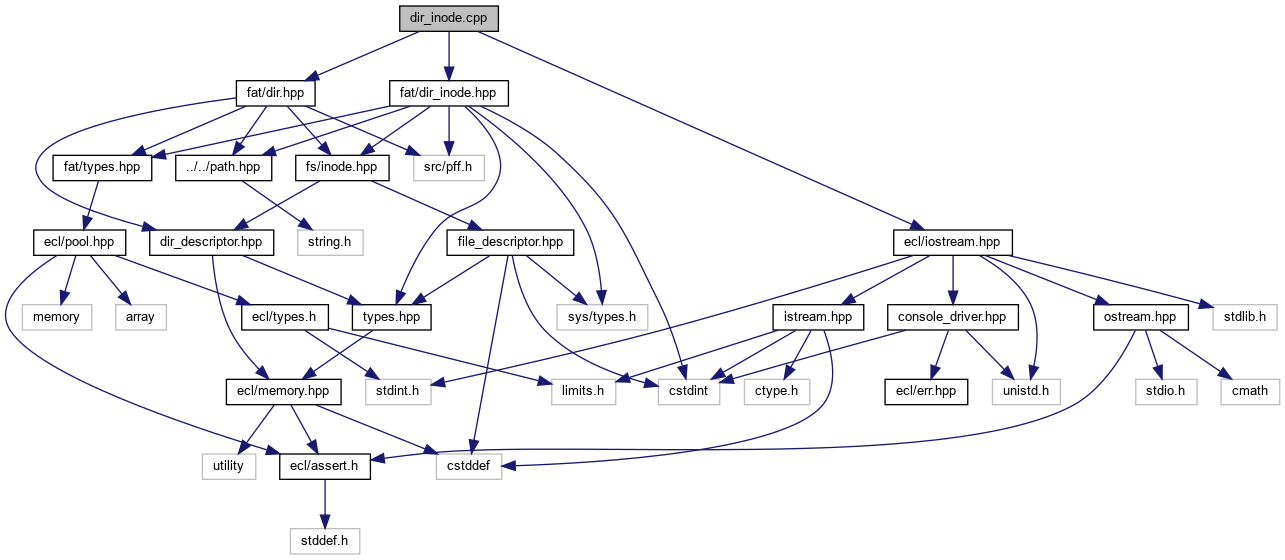 dir_inode.cpp
fat/dir.hpp
fat/dir_inode.hpp
fat/types.hpp
../../path.hpp
fs/inode.hpp
src/pff.h
ecl/pool.hpp
dir_descriptor.hpp
string.h
file_descriptor.hpp
ecl/iostream.hpp
memory
array
ecl/types.h
types.hpp
sys/types.h
istream.hpp
console_driver.hpp
ostream.hpp
stdlib.h
ecl/memory.hpp
stdint.h
limits.h
cstdint
ctype.h
ecl/err.hpp
unistd.h
stdio.h
cmath
utility
ecl/assert.h
cstddef
stddef.h